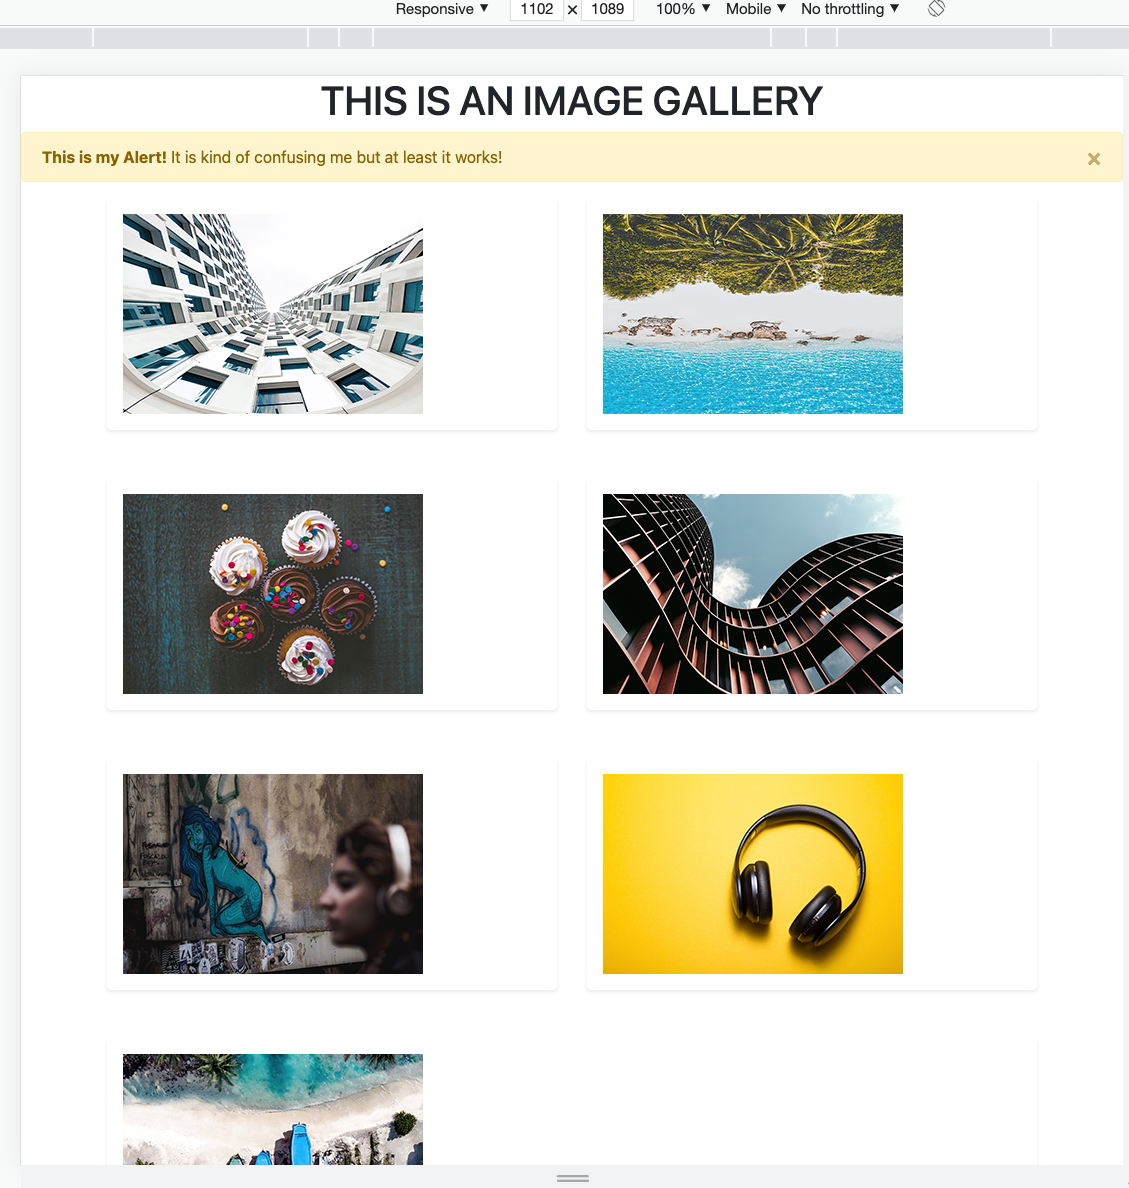 Responsive ▼ 1102 × 1089 100% ▼ Mobile ▼ No throttling ▼
THIS IS AN IMAGE GALLERY
This is my Alert! It is kind of confusing me but at least it works! ×